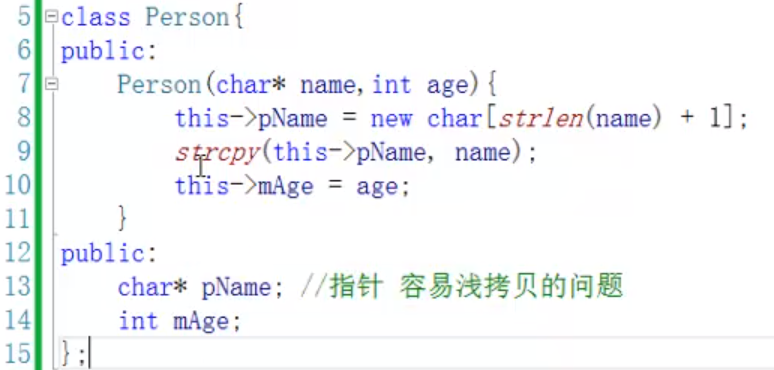 5 class Person{
6 public:
7 Person(char* name,int age){
8 this->pName = new char[strlen(name) + 1];
9 strcpy(this->pName, name);
10 this->mAge = age;
11 }
12 public:
13 char* pName; //指针 容易浅拷贝的问题
14 int mAge;
15 };